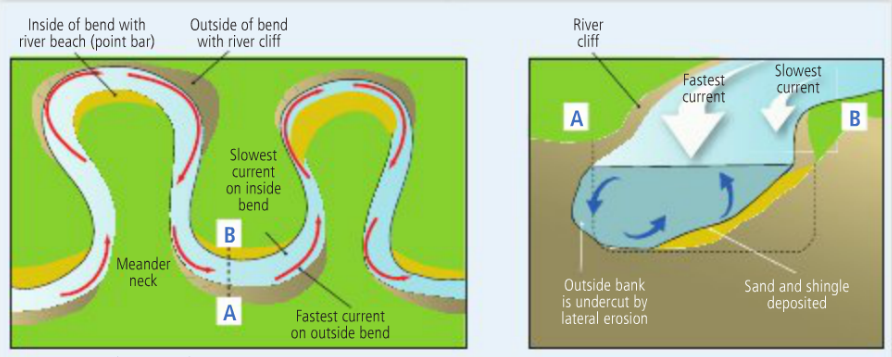 Inside of bend with
river beach (point bar)
Outside of bend
with river cliff
Slowest
current
on inside
bend
B
Meander
neck
A
Fastest current
on outside bend
River
cliff
Fastest
current
Slowest
current
A
B
Outside bank
is undercut by
lateral erosion
Sand and shingle
deposited